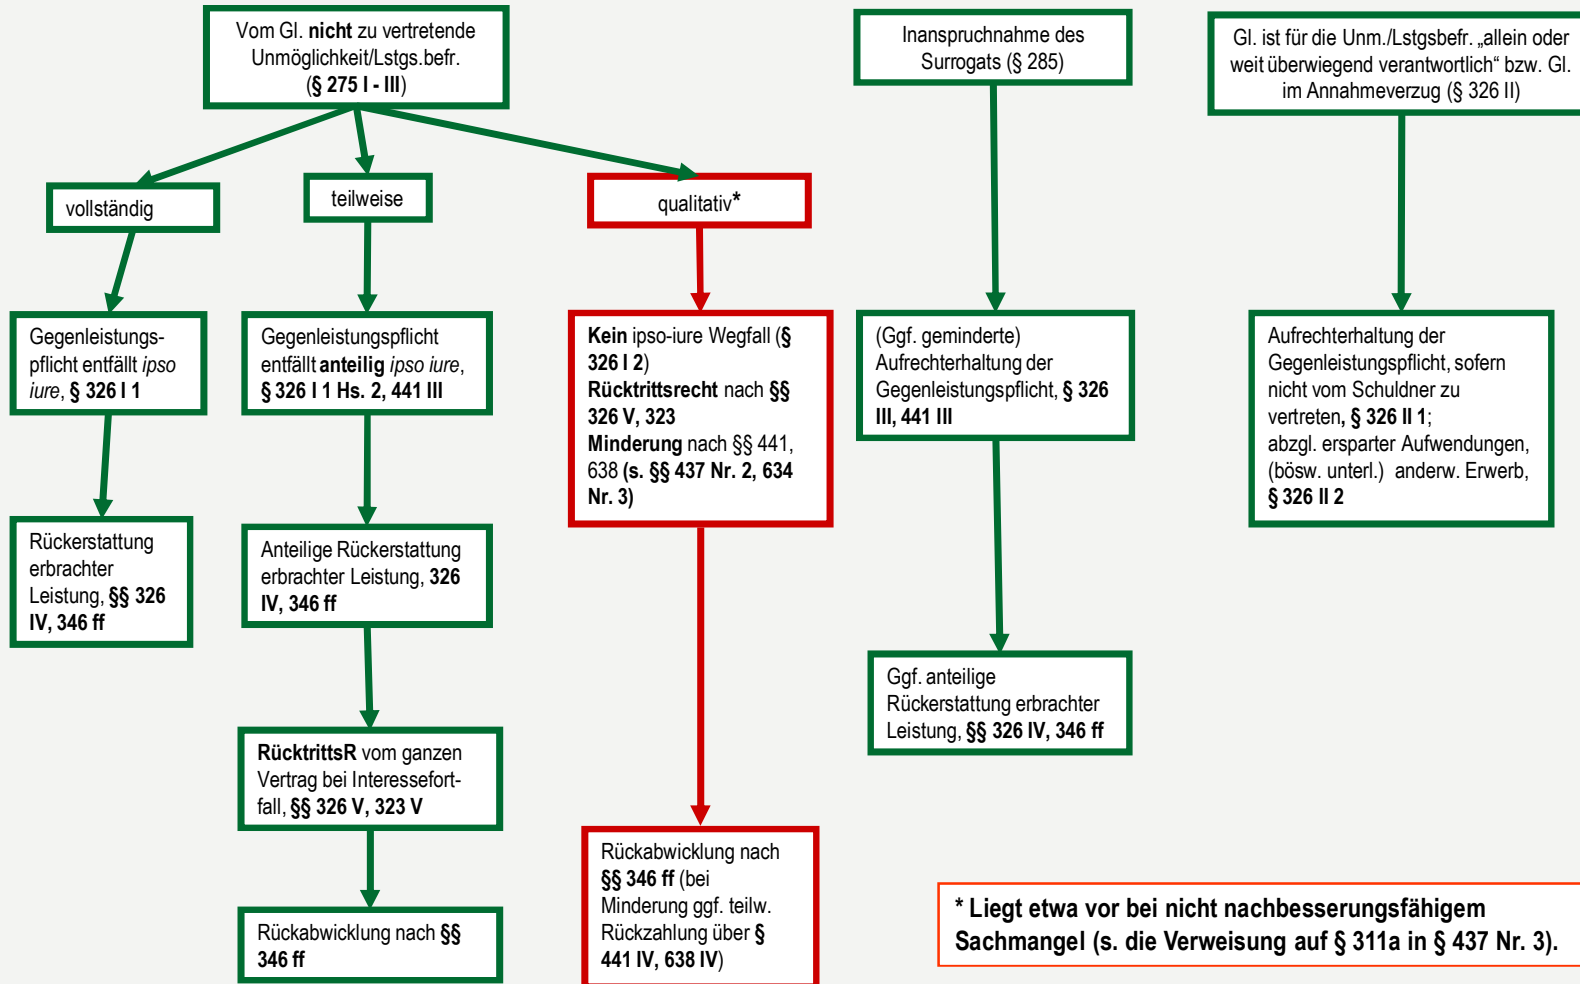 Vom Gl. nicht zu vertretende
Unmöglichkeit/Lstgs.befr.
(§ 275 I - III)
Inanspruchnahme des
Surrogats (§ 285)
Gl. ist für die Unm./Lstgsbefr. „allein oder
weit überwiegend verantwortlich“ bzw. Gl.
im Annahmeverzug (§ 326 II)
vollständig
teilweise
qualitativ*
Gegenleistungs-
pflicht entfällt ipso
iure, § 326 I 1
Gegenleistungspflicht
entfällt anteilig ipso iure,
§ 326 I 1 Hs. 2, 441 III
Kein ipso-iure Wegfall (§
326 I 2)
Rücktrittsrecht nach §§
326 V, 323
Minderung nach §§ 441,
638 (s. §§ 437 Nr. 2, 634
Nr. 3)
(Ggf. geminderte)
Aufrechterhaltung der
Gegenleistungspflicht, § 326
III, 441 III
Aufrechterhaltung der
Gegenleistungspflicht, sofern
nicht vom Schuldner zu
vertreten, § 326 II 1;
abzgl. ersparter Aufwendungen,
(bösw. unterl.) anderw. Erwerb,
§ 326 II 2
Rückerstattung
erbrachter
Leistung, §§ 326
IV, 346 ff
Anteilige Rückerstattung
erbrachter Leistung, 326
IV, 346 ff
Ggf. anteilige
Rückerstattung erbrachter
Leistung, §§ 326 IV, 346 ff
RücktrittsR vom ganzen
Vertrag bei Interessefort-
fall, §§ 326 V, 323 V
Rückabwicklung nach
§§ 346 ff (bei
Minderung ggf. teilw.
Rückzahlung über §
441 IV, 638 IV)
Rückabwicklung nach §§
346 ff
* Liegt etwa vor bei nicht nachbesserungsfähigem
Sachmangel (s. die Verweisung auf § 311a in § 437 Nr. 3).